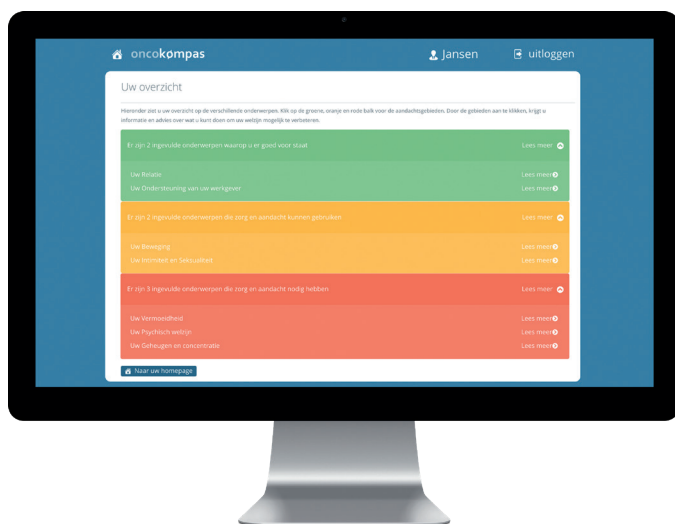 oncokompas
Jansen
uitloggen
Uw overzicht
Hieronder ziet u uw overzicht op de verschillende onderwerpen. Klik op de groene, oranje en rode balk voor de aandachtsgebieden. Door de gebieden aan te klikken, krijgt u
informatie en advies over wat u kunt doen om uw welzijn mogelijk te verbeteren.
Er zijn 2 ingevulde onderwerpen waarop u er goed voor staat Lees meer
Uw Relatie Lees meer
Uw Ondersteuning van uw werkgever Lees meer
Er zijn 2 ingevulde onderwerpen die zorg en aandacht kunnen gebruiken Lees meer
Uw Beweging Lees meer
Uw Intimiteit en Seksualiteit Lees meer
Er zijn 3 ingevulde onderwerpen die zorg en aandacht nodig hebben Lees meer
Uw Vermoeidheid Lees meer
Uw Psychisch welzijn Lees meer
Uw Geheugen en concentratie Lees meer
Naar uw homepage